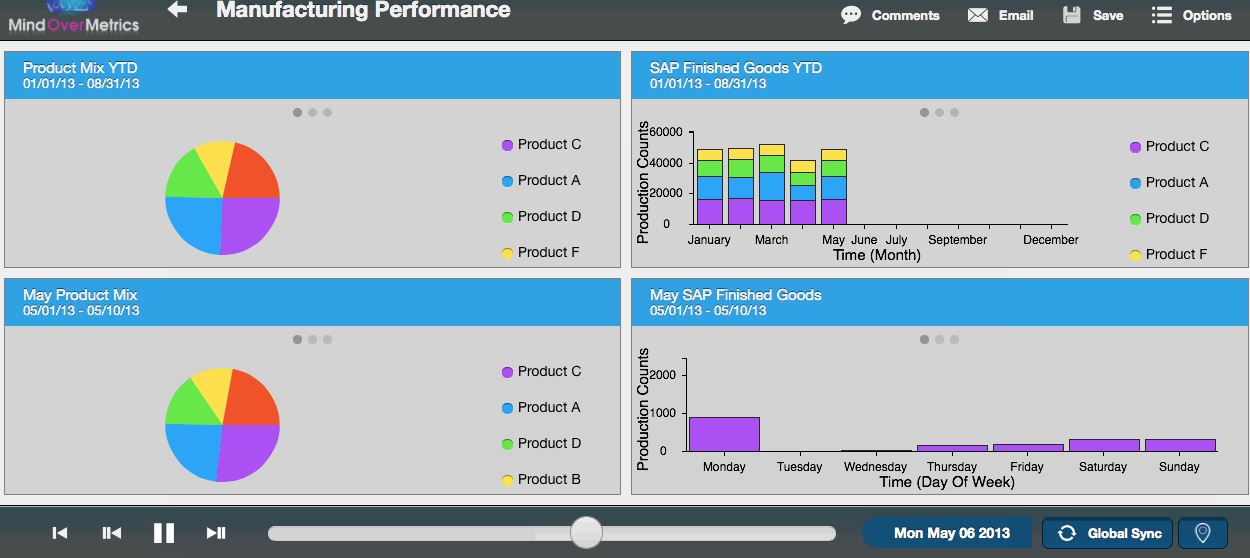 MindOverMetrics
Manufacturing Performance
Comments
Email
Save
Options
Product Mix YTD
01/01/13 - 08/31/13
Product C
Product A
Product D
Product F
SAP Finished Goods YTD
01/01/13 - 08/31/13
Production Counts
60000
40000
20000
0
January March May June July September December
Time (Month)
Product C
Product A
Product D
Product F
May Product Mix
05/01/13 - 05/10/13
Product C
Product A
Product D
Product B
May SAP Finished Goods
05/01/13 - 05/10/13
Production Counts
2000
1000
0
Monday Tuesday Wednesday Thursday Friday Saturday Sunday
Time (Day Of Week)
Mon May 06 2013
Global Sync